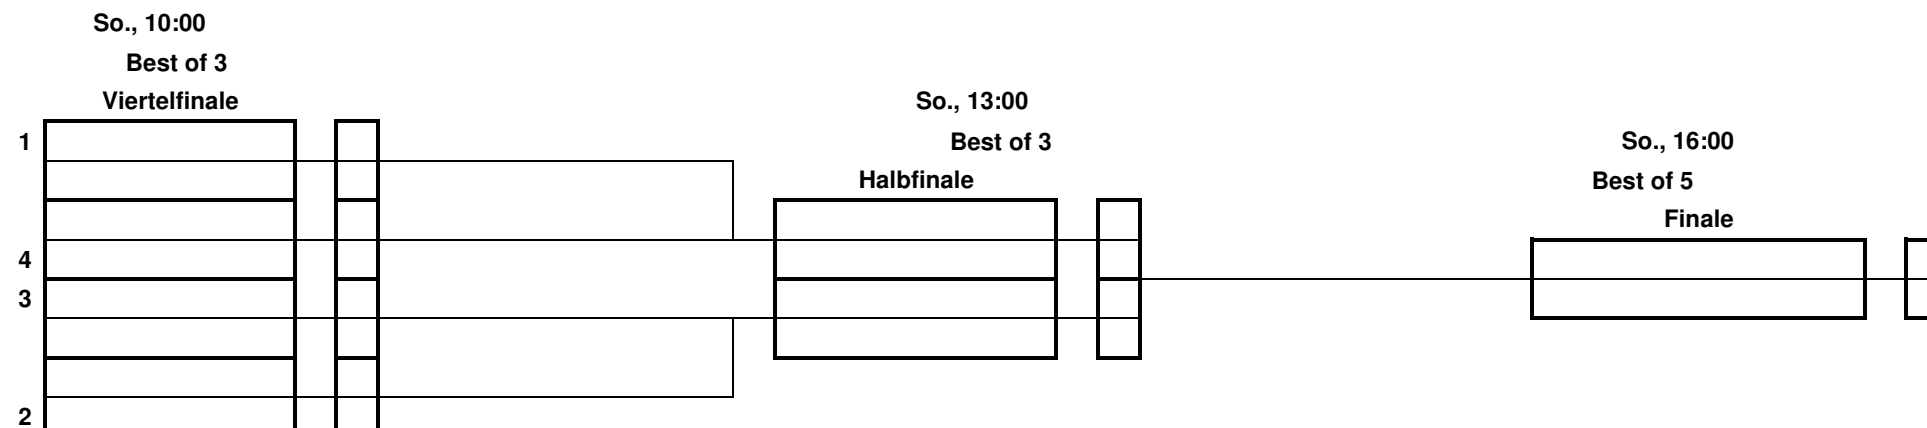 So., 10:00
Best of 3
Viertelfinale
So., 13:00
Best of 3
Halbfinale
So., 16:00
Best of 5
Finale
1
4
3
2